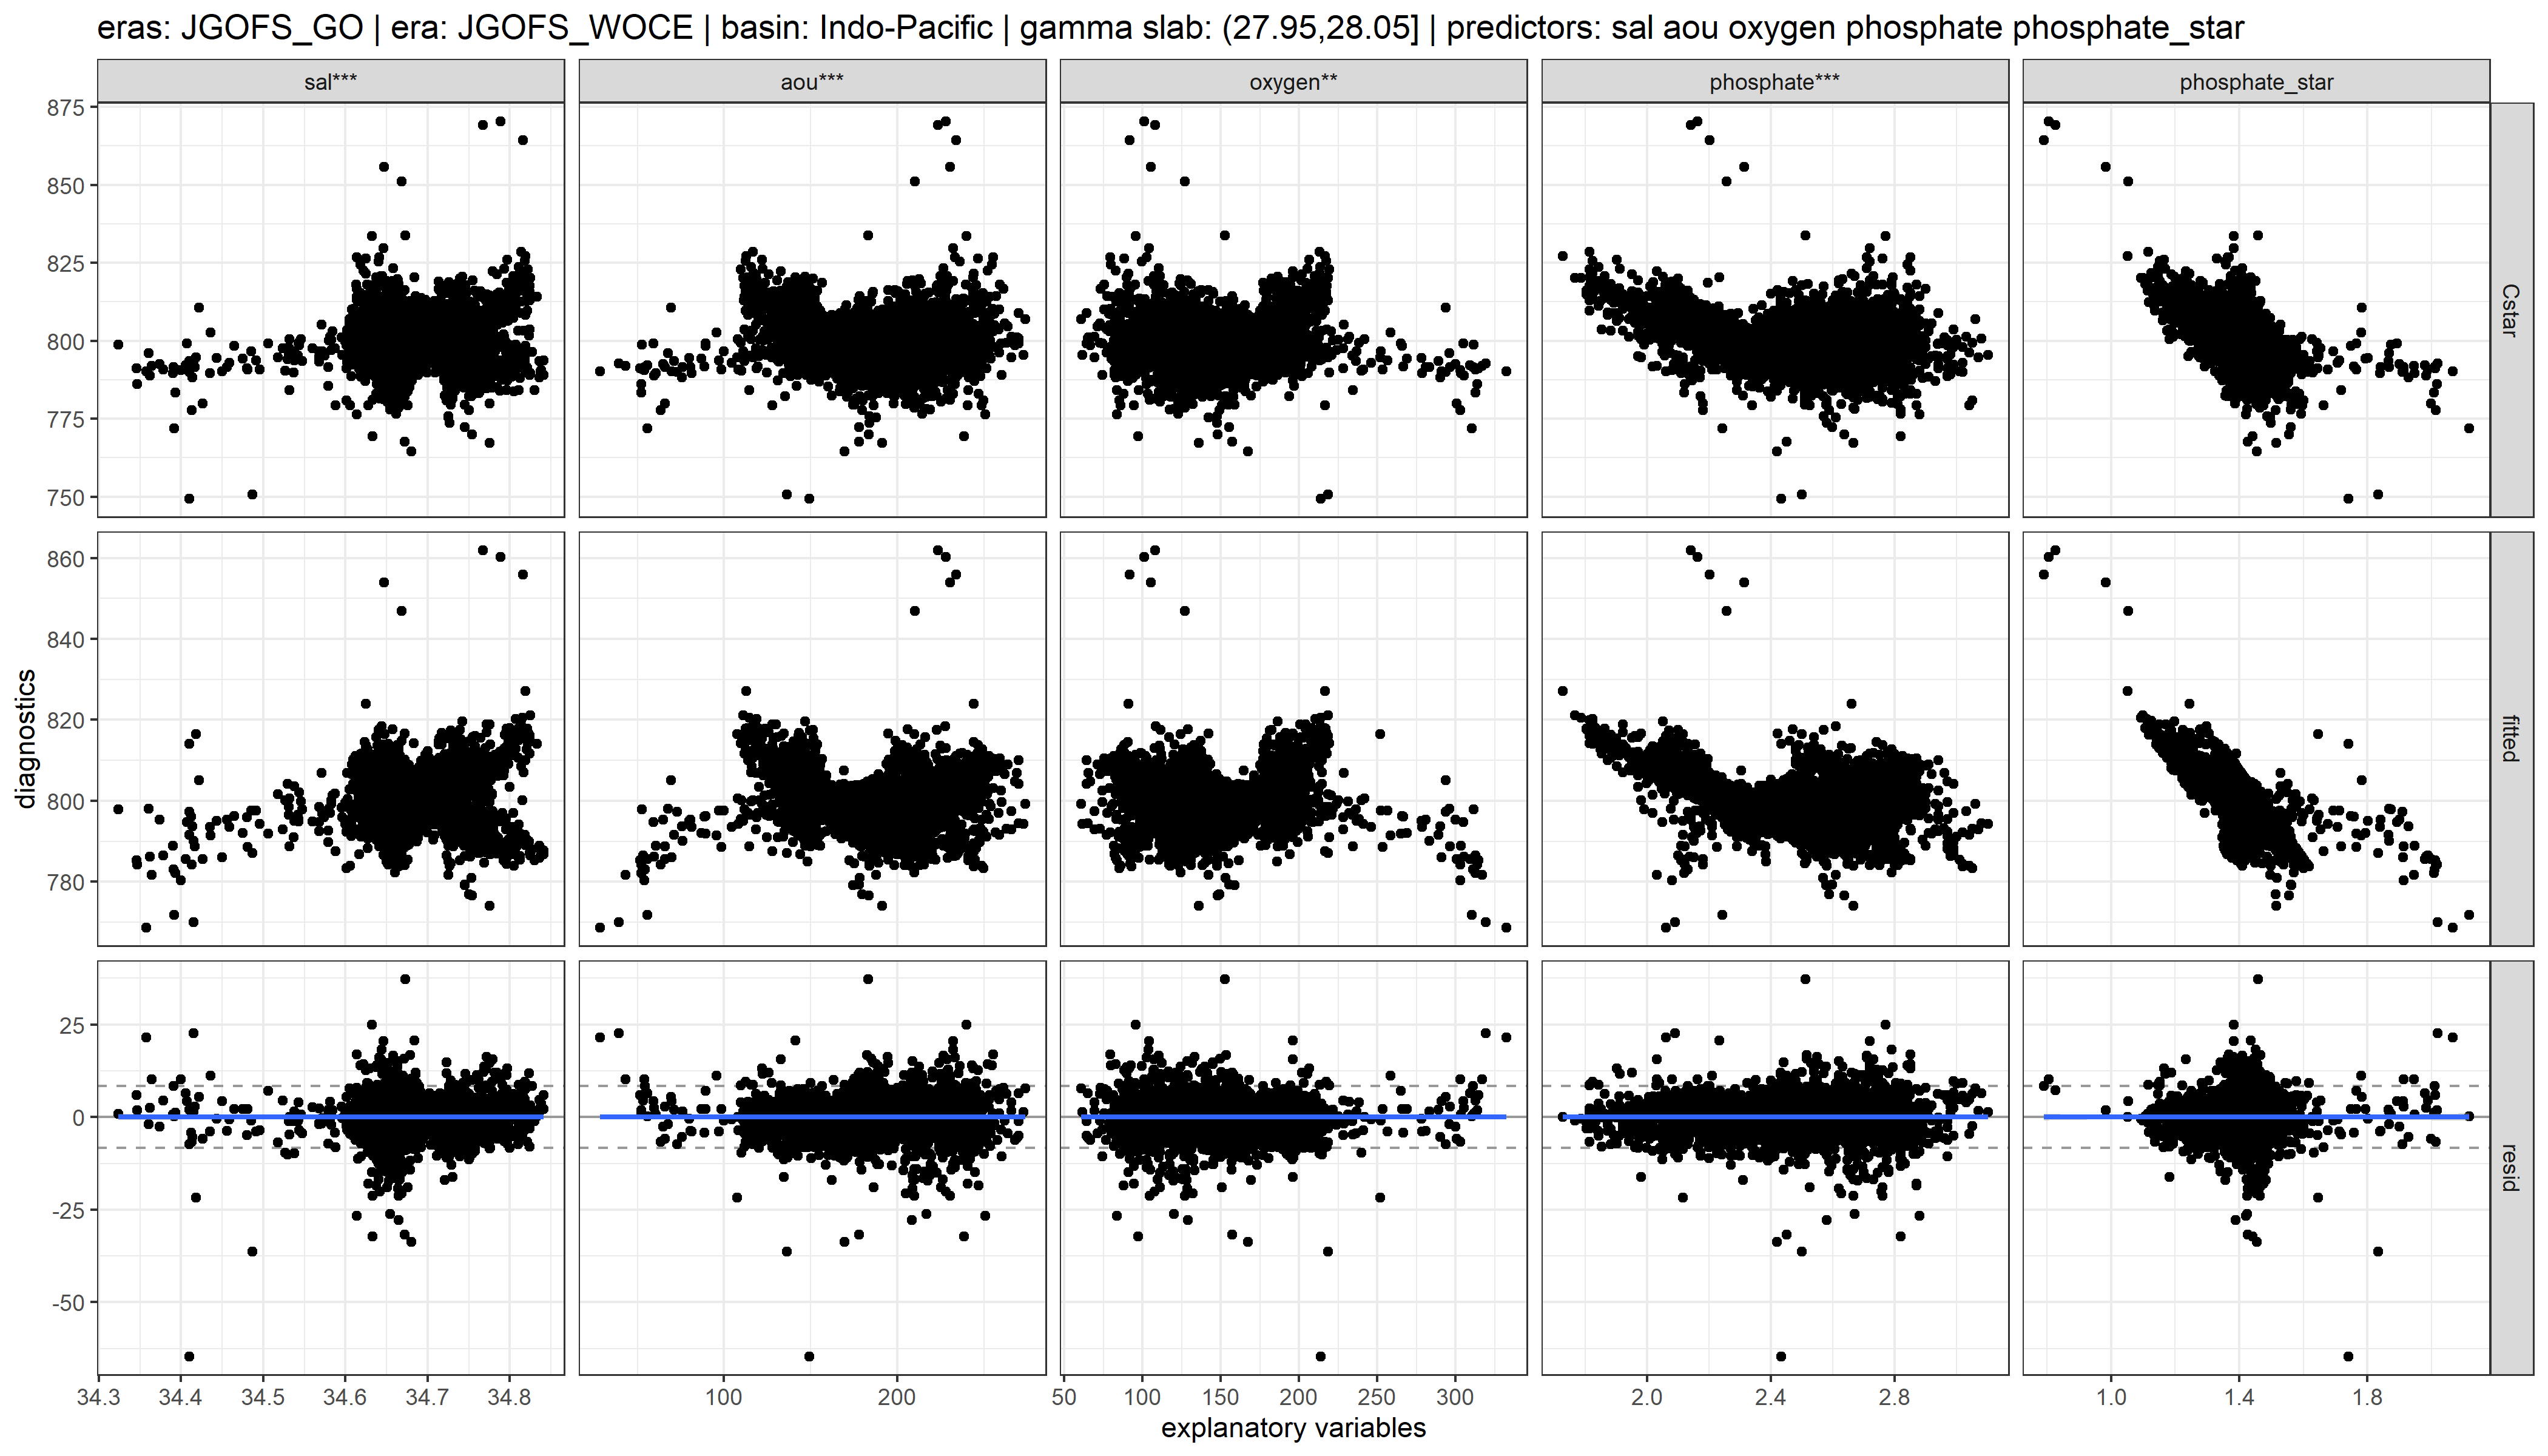 eras: JGOFS_GO | era: JGOFS_WOCE | basin: Indo-Pacific | gamma slab: (27.95,28.05] | predictors: sal aou oxygen phosphate phosphate_star
sal*** aou*** oxygen** phosphate*** phosphate_star
875
850
825
800
775
750
Cstar
860
840
820
800
780
fitted
diagnostics
25
0
-25
-50
resid
34.3 34.4 34.5 34.6 34.7 34.8 100 200 50 100 150 200 250 300 2.0 2.4 2.8 1.0 1.4 1.8
explanatory variables